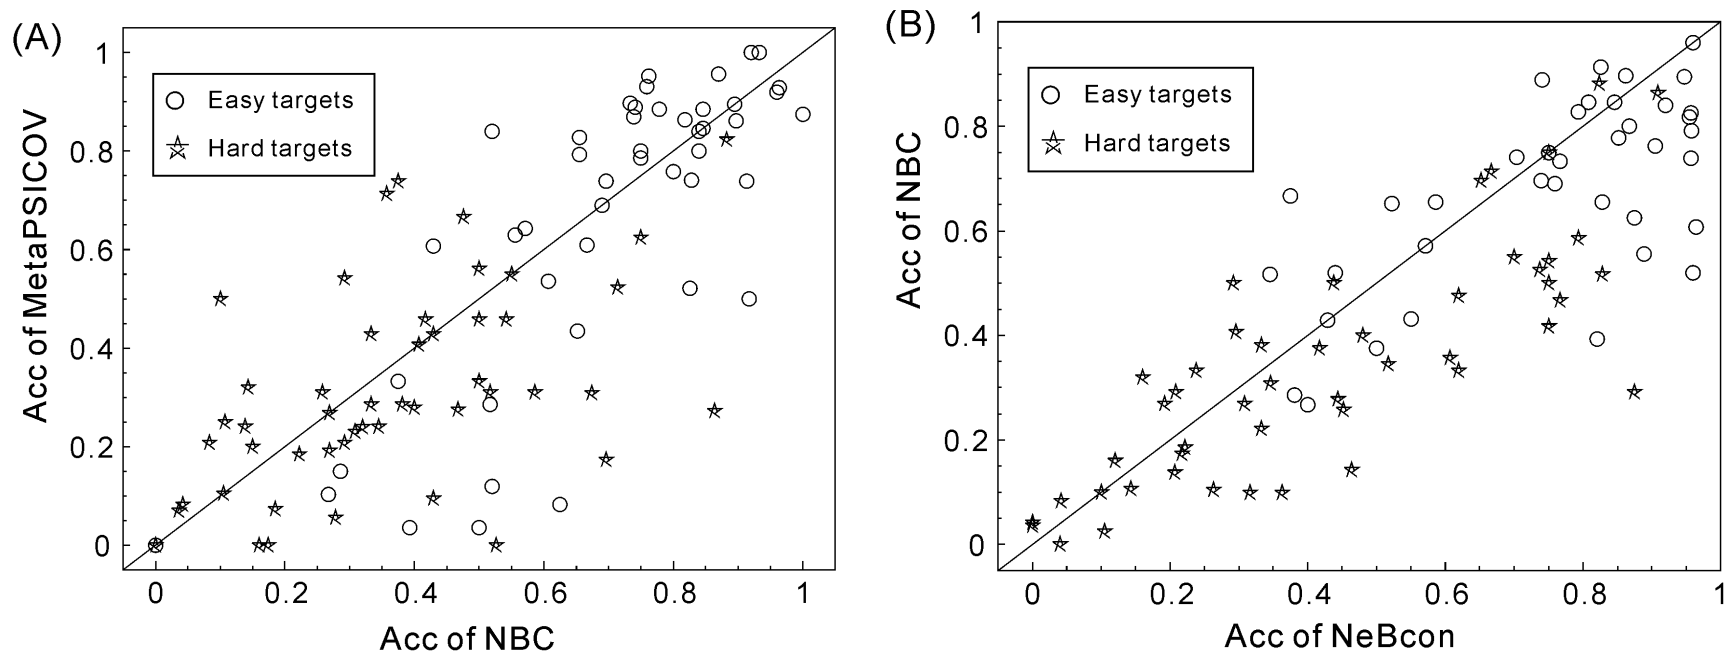 (A)
1
0.8
0.6
0.4
0.2
0
Acc of MetaPSICOV
Easy targets
Hard targets
0 0.2 0.4 0.6 0.8 1
Acc of NBC
(B)
1
0.8
0.6
0.4
0.2
0
Acc of NBC
Easy targets
Hard targets
0 0.2 0.4 0.6 0.8 1
Acc of NeBcon